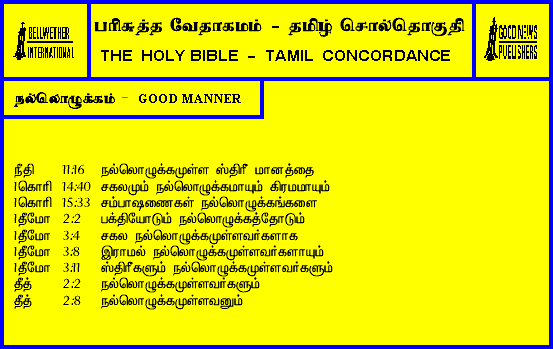 BELLWETHER
INTERNATIONAL
பரிசுத்த வேதாகமம் - தமிழ் சொல்தொகுதி
THE HOLY BIBLE - TAMIL CONCORDANCE
GOOD NEWS
PUBLISHERS
நல்லொழுக்கம் - GOOD MANNER
நீதி 11:16 நல்லொழுக்கமுள்ள ஸ்திரீ மானத்தை
1கொரி 14:40 சகலமும் நல்லொழுக்கமாயும் கிரமமாயும்
1கொரி 15:33 சம்பாஷணைகள் நல்லொழுக்கங்களை
1தீமோ 2:2 பக்தியோடும் நல்லொழுக்கத்தோடும்
1தீமோ 3:4 சகல நல்லொழுக்கமுள்ளவர்களாக
1தீமோ 3:8 இராமல் நல்லொழுக்கமுள்ளவர்களாயும்
1தீமோ 3:11 ஸ்திரீகளும் நல்லொழுக்கமுள்ளவர்களும்
தீத் 2:2 நல்லொழுக்கமுள்ளவர்களும்
தீத் 2:8 நல்லொழுக்கமுள்ளவனும்